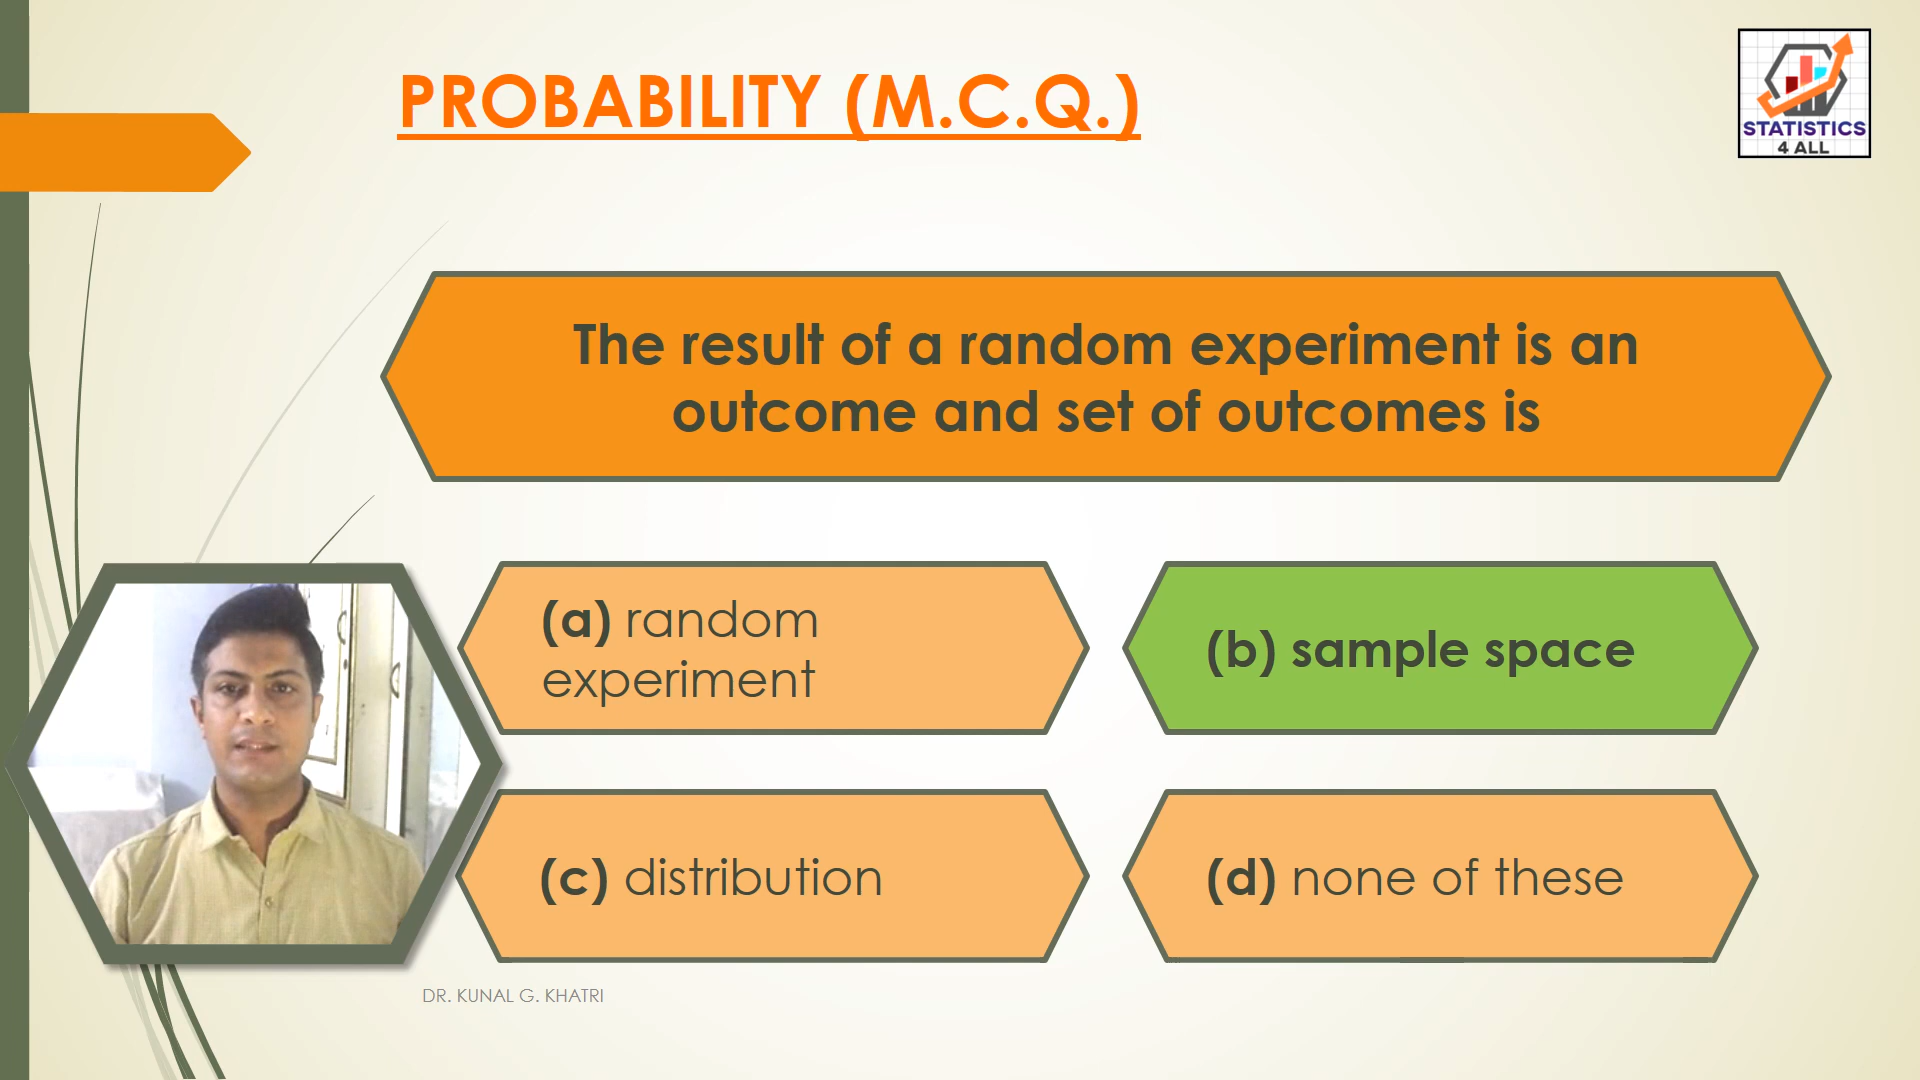 PROBABILITY (M.C.Q.)
STATISTICS
4 ALL
The result of a random experiment is an
outcome and set of outcomes is
(a) random
experiment
(b) sample space
(c) distribution
(d) none of these
DR. KUNAL G. KHATRI